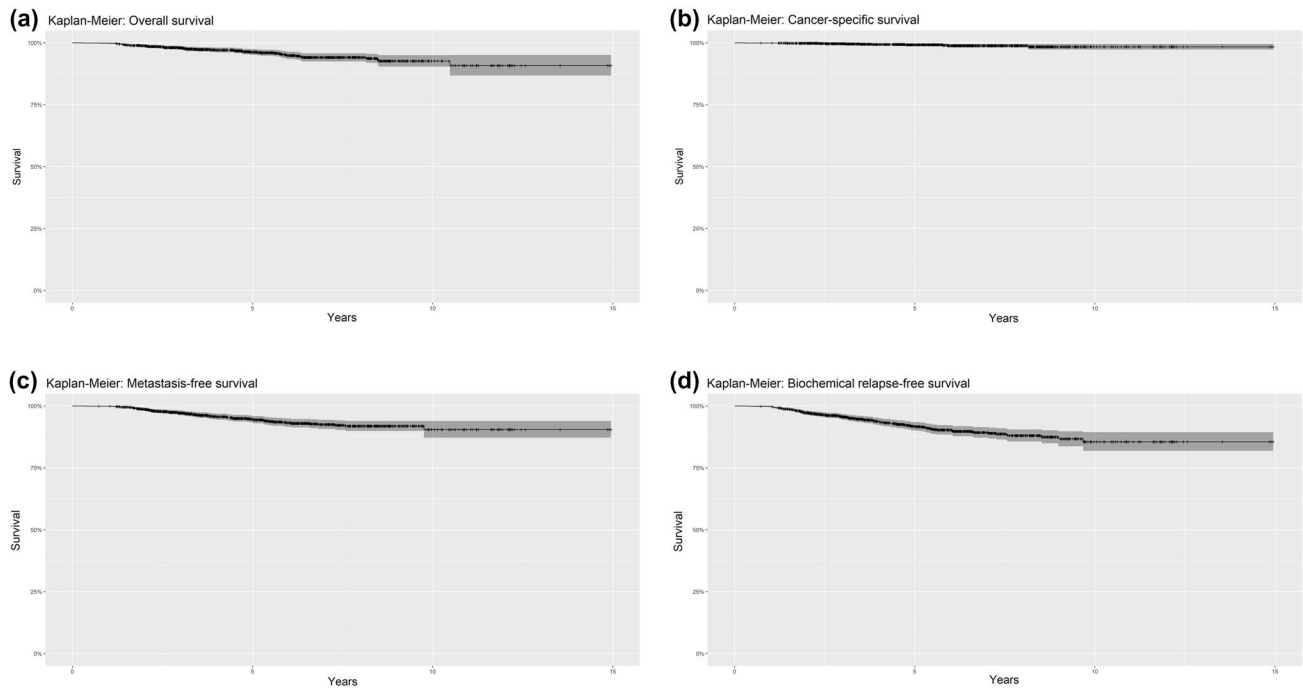 (a) Kaplan-Meier: Overall survival
100%
75%
50%
25%
0%
Survival
0 5 10 15
Years
(b) Kaplan-Meier: Cancer-specific survival
100%
75%
50%
25%
0%
Survival
0 5 10 15
Years
(c) Kaplan-Meier: Metastasis-free survival
100%
75%
50%
25%
0%
Survival
0 5 10 15
Years
(d) Kaplan-Meier: Biochemical relapse-free survival
100%
75%
50%
25%
0%
Survival
0 5 10 15
Years